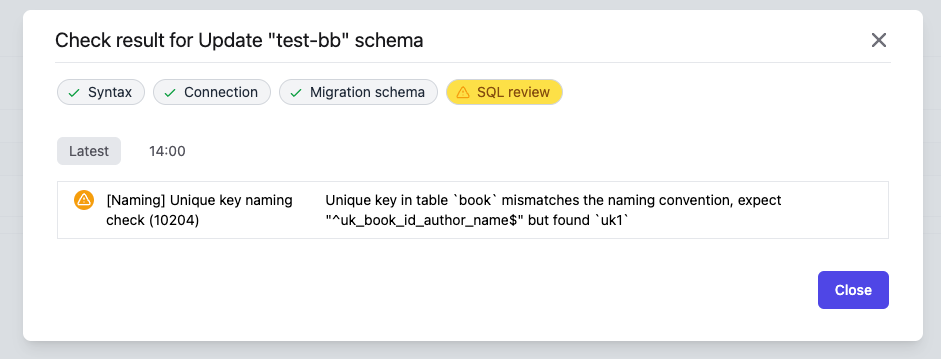 Check result for Update "test-bb" schema
Syntax Connection Migration schema SQL review
Latest 14:00
[Naming] Unique key naming check (10204)
Unique key in table `book` mismatches the naming convention, expect
"^uk_book_id_author_name$" but found `uk1`
Close